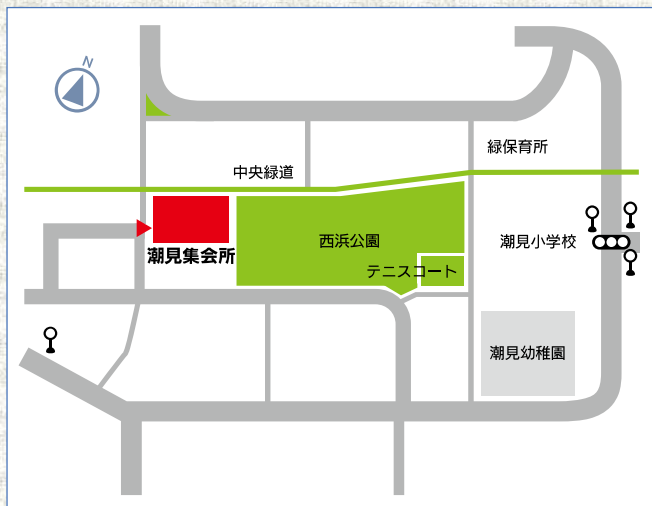 N
緑保育所
中央緑道
西浜公園
潮見小学校
潮見集会所
テニスコート
潮見幼稚園